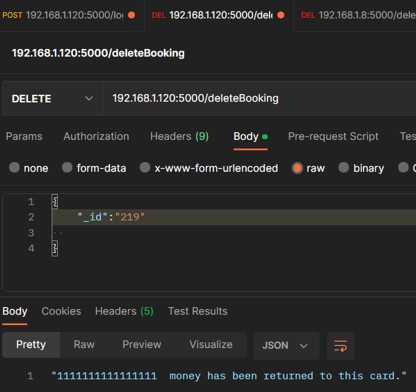 POST 192.168.1.120:5000/lo DEL 192.168.1.120:5000/dele DEL 192.168.1.8:5000/dele
192.168.1.120:5000/deleteBooking
DELETE 192.168.1.120:5000/deleteBooking
Params Authorization Headers (9) Body Pre-request Script Tes
none form-data x-www-form-urlencoded raw binary
1 {
2 "_id":"219"
3
4 }
Body Cookies Headers (5) Test Results
Pretty Raw Preview Visualize JSON
1 "1111111111111111  money has been returned to this card."